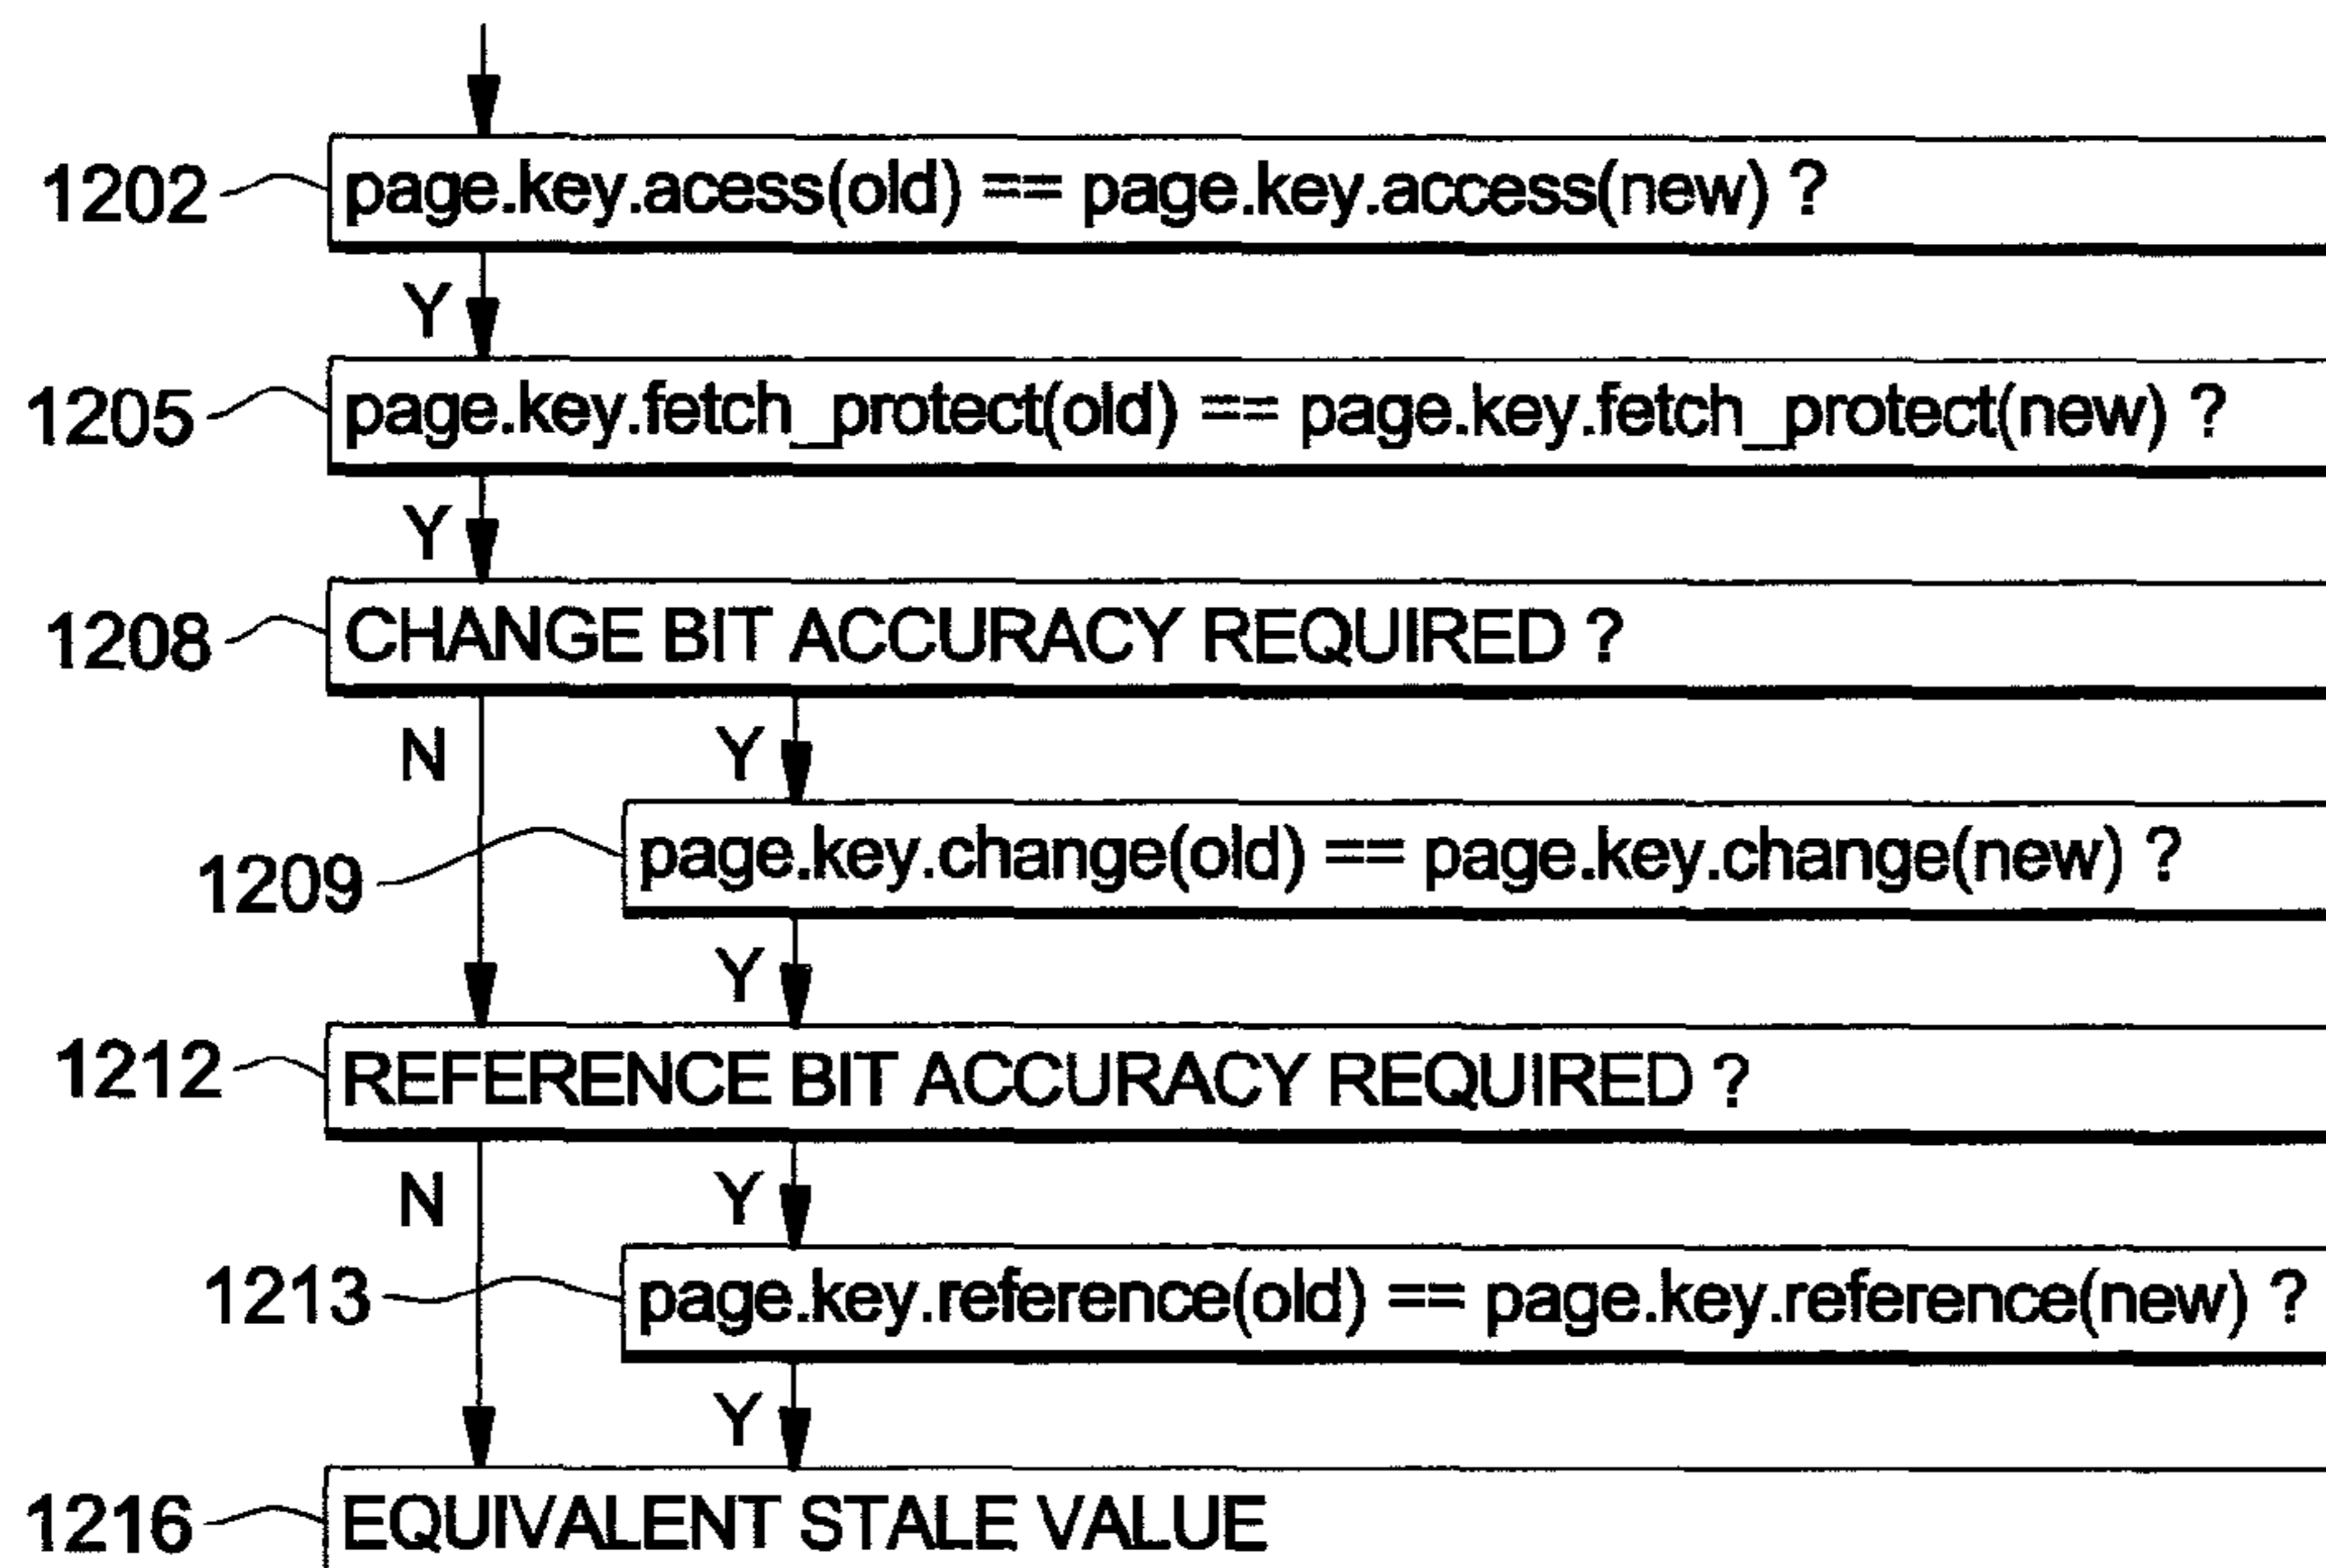 1202 page.key.acess(old) == page.key.access(new) ?
Y
1205 page.key.fetch_protect(old) == page.key.fetch_protect(new) ?
Y
1208 CHANGE BIT ACCURACY REQUIRED ?
N Y
1209 page.key.change(old) == page.key.change(new) ?
Y
1212 REFERENCE BIT ACCURACY REQUIRED ?
N Y
1213 page.key.reference(old) == page.key.reference(new) ?
Y
1216 EQUIVALENT STALE VALUE